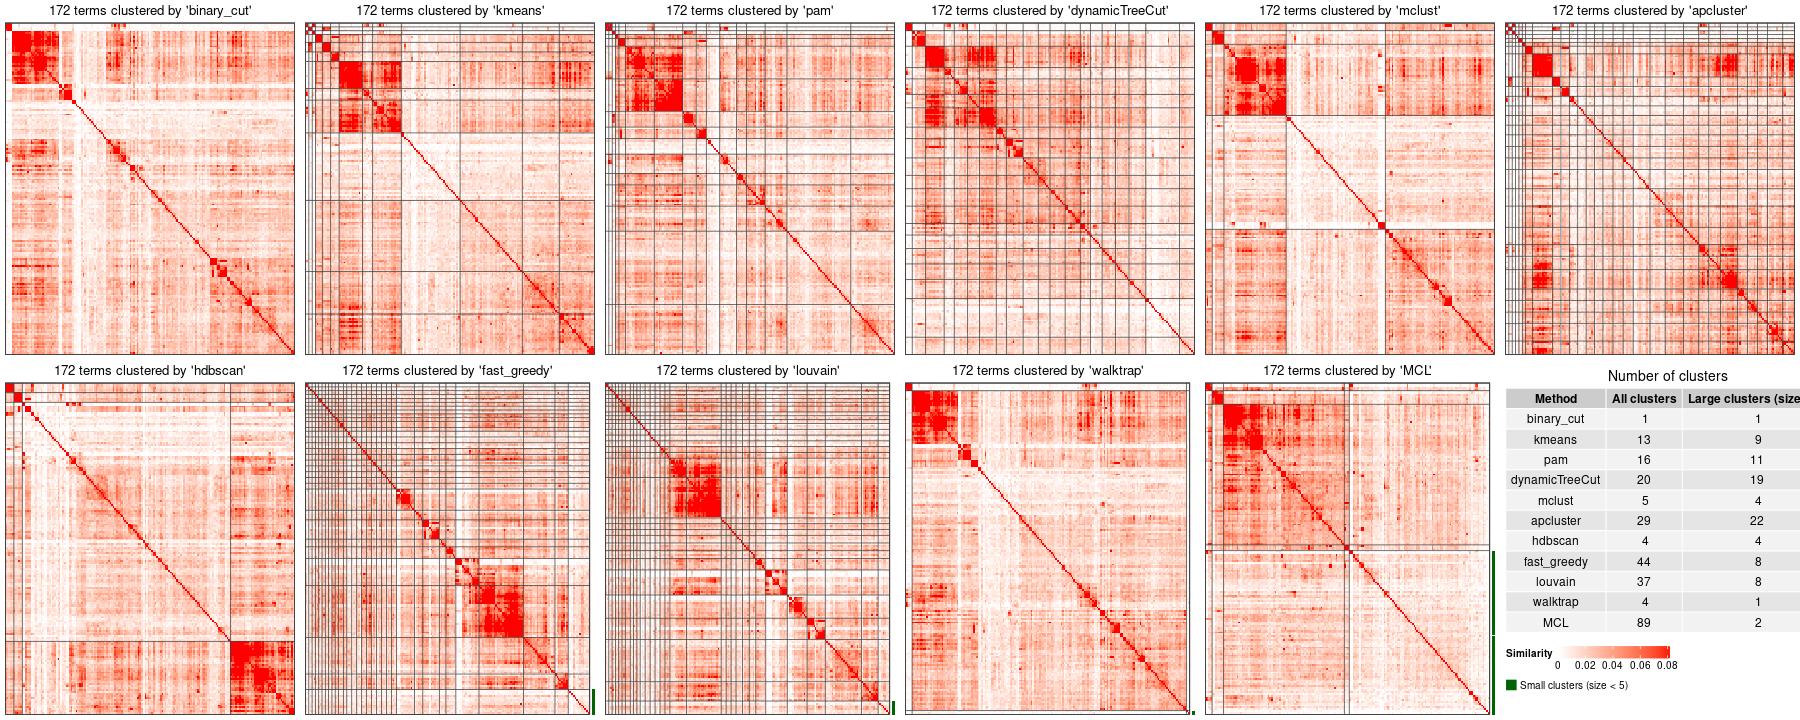 172 terms clustered by 'binary_cut'
172 terms clustered by 'kmeans'
172 terms clustered by 'pam'
172 terms clustered by 'dynamicTreeCut'
172 terms clustered by 'mclust'
172 terms clustered by 'apcluster'
172 terms clustered by 'hdbscan'
172 terms clustered by 'fast_greedy'
172 terms clustered by 'louvain'
172 terms clustered by 'walktrap'
172 terms clustered by 'MCL'
Number of clusters
Method All clusters Large clusters (size
binary_cut 1 1
kmeans 13 9
pam 16 11
dynamicTreeCut 20 19
mclust 5 4
apcluster 29 22
hdbscan 4 4
fast_greedy 44 8
louvain 37 8
walktrap 4 1
MCL 89 2
Similarity
0 0.02 0.04 0.06 0.08
Small clusters (size < 5)